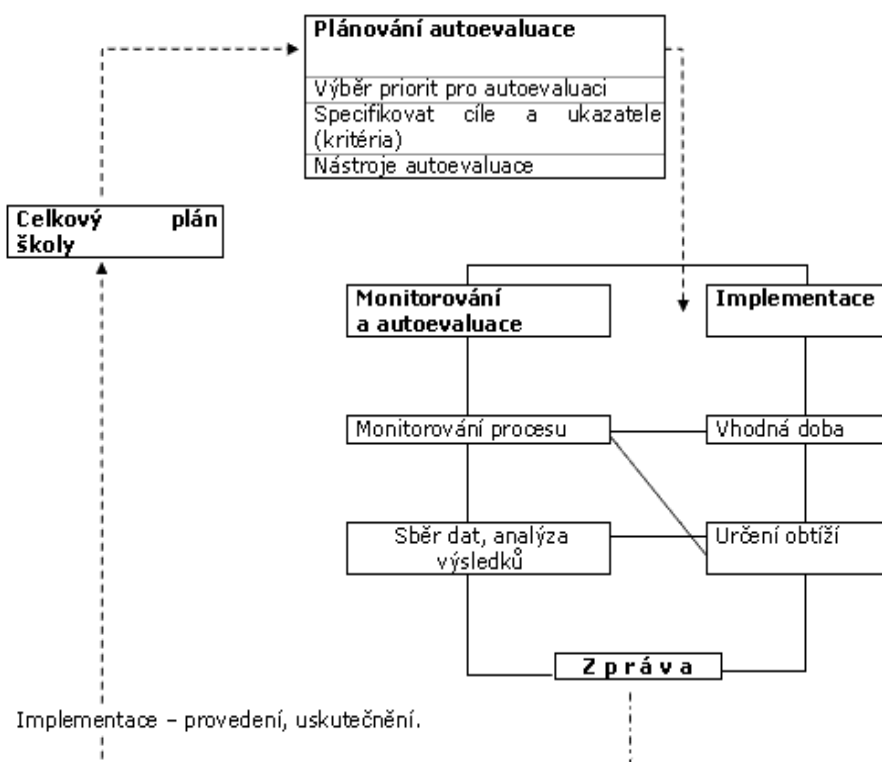 Plánování autoevaluace
Výběr priorit pro autoevaluaci
Specifikovat cíle a ukazatele
(kritéria)
Nástroje autoevaluace
Celkový plán
školy
Monitorování
a autoevaluace
Implementace
Monitorování procesu
Vhodná doba
Sběr dat, analýza
výsledků
Určení obtíží
Zpráva
Implementace – provedení, uskutečnění.